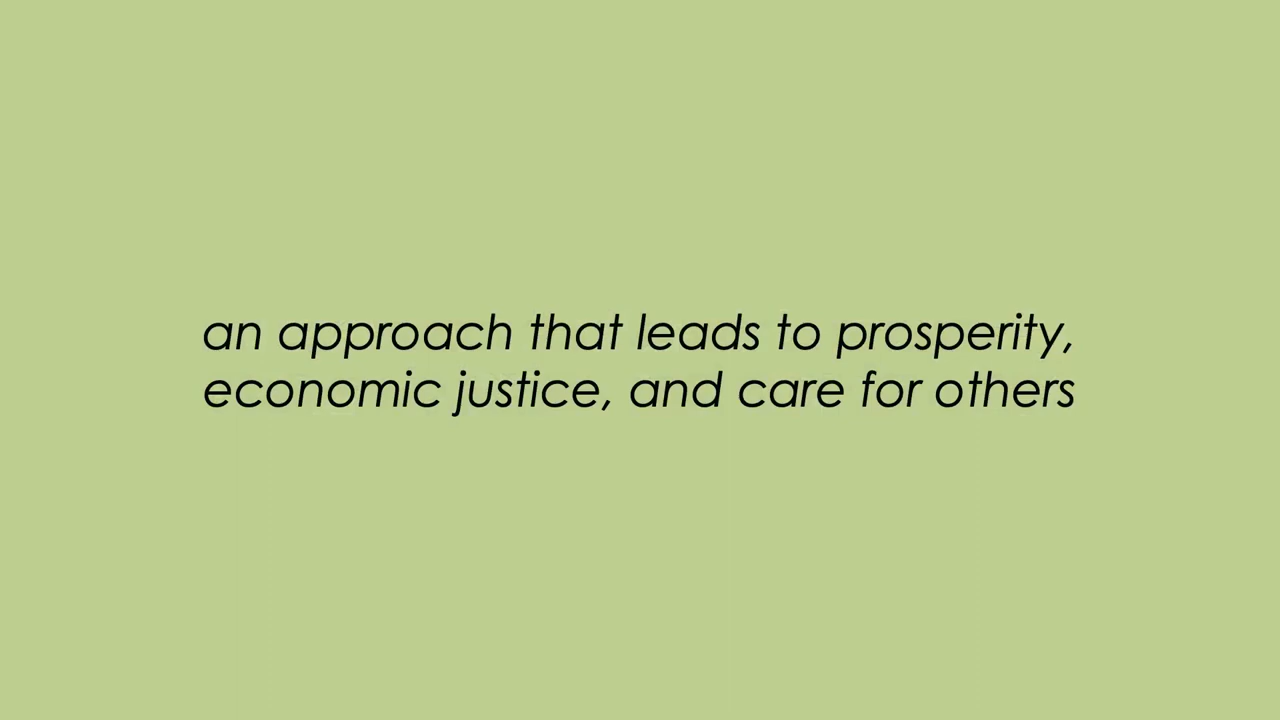 an approach that leads to prosperity,
economic justice, and care for others